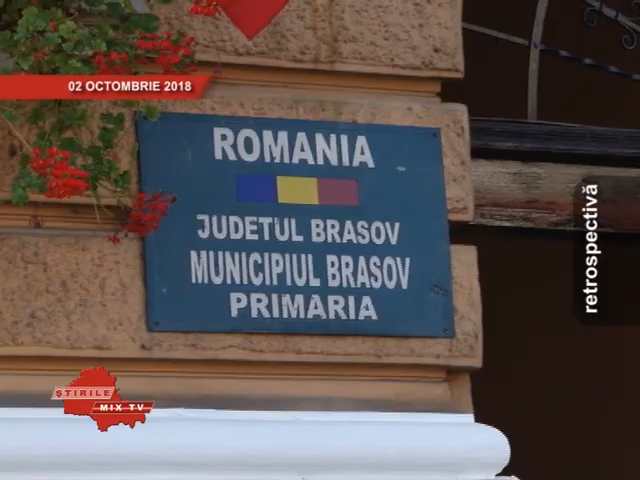 02 OCTOMBRIE 2018
ROMANIA
JUDETUL BRASOV
MUNICIPIUL BRASOV
PRIMARIA
retrospectivă
ȘTIRILE
MIX TV